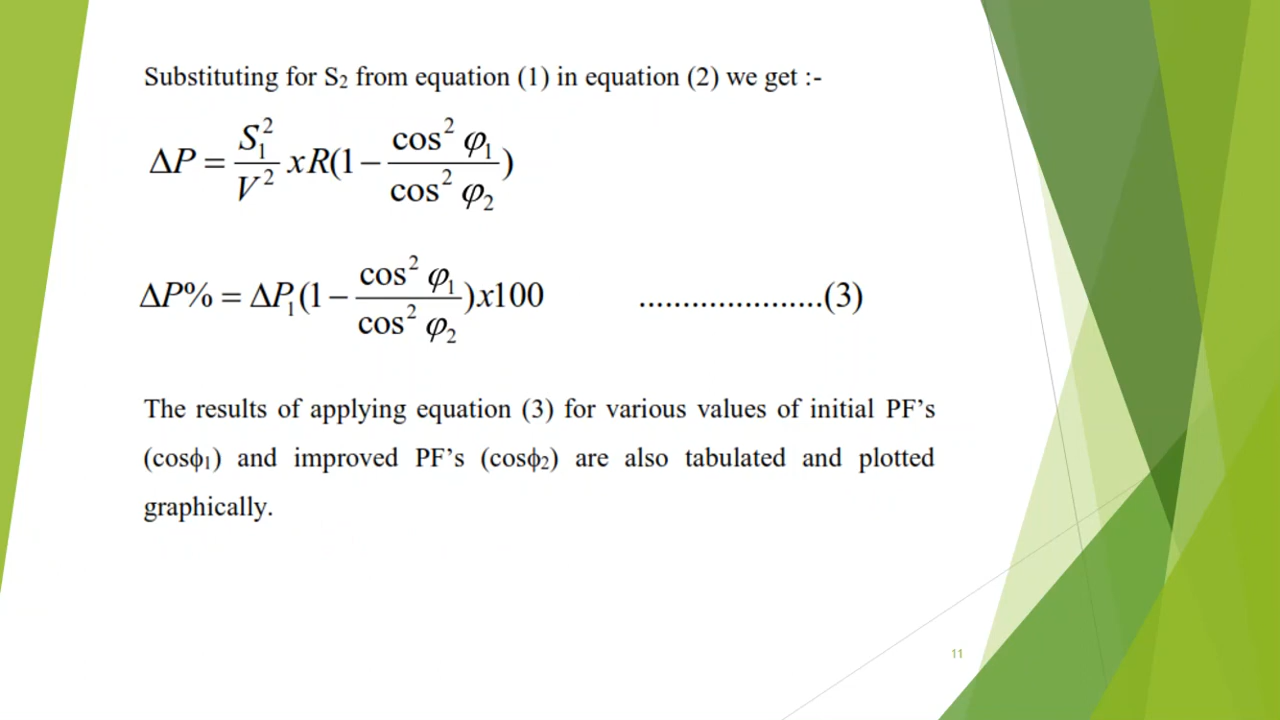 Substituting for S₂ from equation (1) in equation (2) we get :-
ΔP = S₁²/V² xR(1 − cos² φ₁/cos² φ₂)
ΔP% = ΔP₁(1 − cos² φ₁/cos² φ₂)x100 .....................(3)
The results of applying equation (3) for various values of initial PF’s
(cosϕ₁) and improved PF’s (cosϕ₂) are also tabulated and plotted
graphically.
11